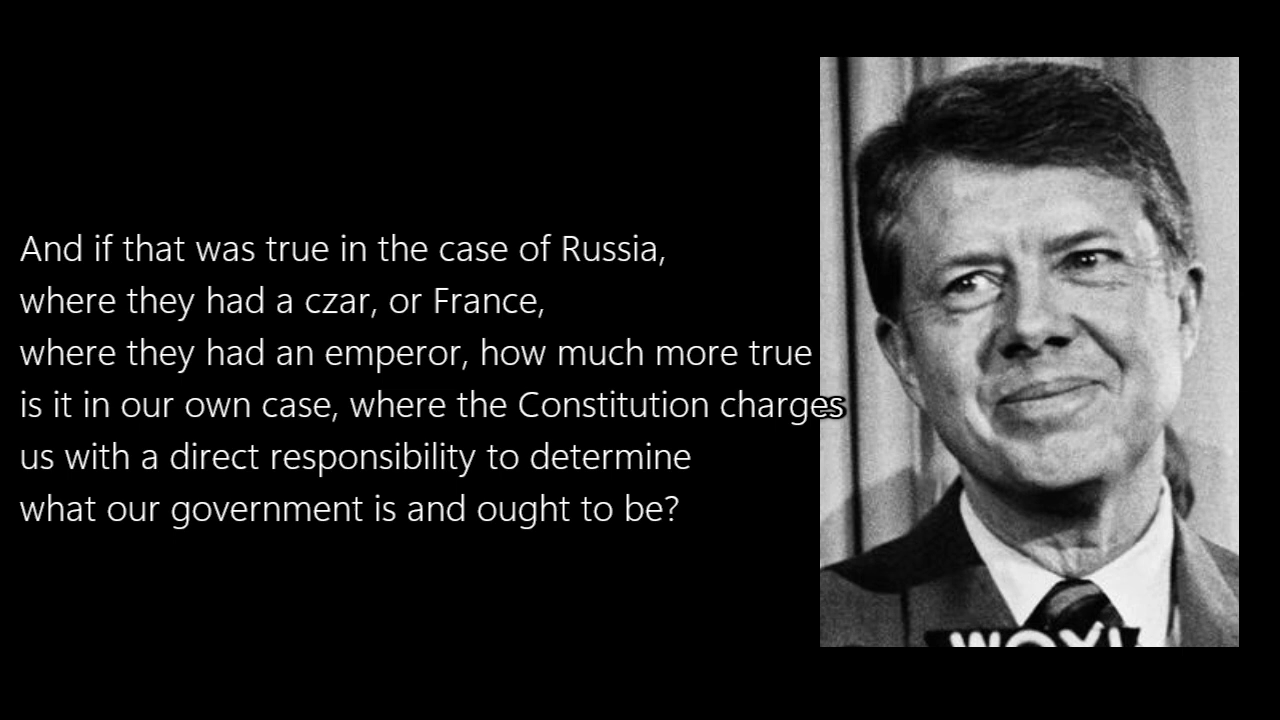 And if that was true in the case of Russia,
where they had a czar, or France,
where they had an emperor, how much more true
is it in our own case, where the Constitution charges
us with a direct responsibility to determine
what our government is and ought to be?